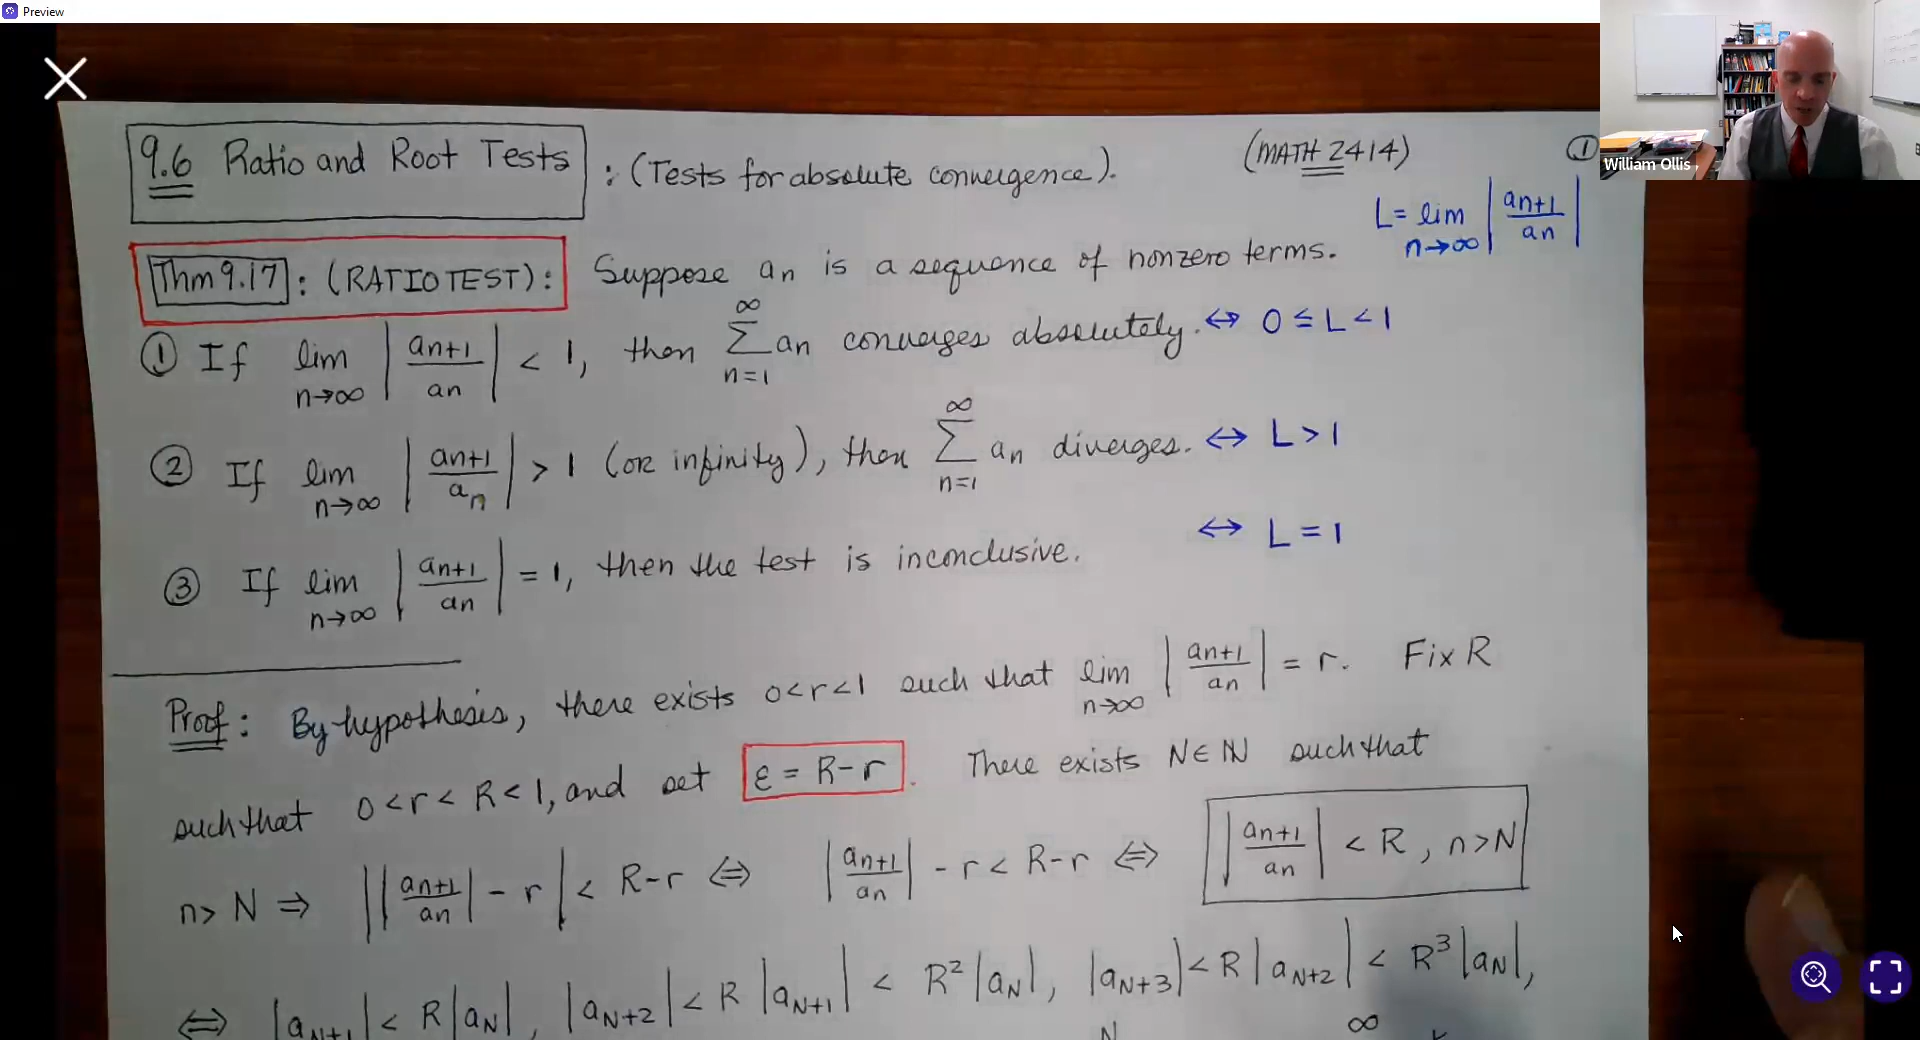 Preview
William Ollis
9.6 Ratio and Root Tests : (Tests for absolute convergence). (MATH 2414) ①
L = lim n→∞ |an+1/an|
Thm 9.17 : (RATIO TEST) : Suppose an is a sequence of nonzero terms.
① If lim n→∞ |an+1/an| < 1, then ∑ n=1 ∞ an converges absolutely. ⇔ 0 ≤ L < 1
② If lim n→∞ |an+1/an| > 1 (or infinity), then ∑ n=1 ∞ an diverges. ⇔ L > 1
③ If lim n→∞ |an+1/an| = 1, then the test is inconclusive. ⇔ L = 1
Proof : By hypothesis, there exists 0 < r < 1 such that lim n→∞ |an+1/an| = r. Fix R
such that 0 < r < R < 1, and set ε = R - r . There exists N ∈ ℕ such that
n > N ⇒ ||an+1/an| - r| < R - r ⇔ |an+1/an| - r < R - r ⇔ |an+1/an| < R , n > N
⇔ |aN+1| < R |aN| , |aN+2| < R |aN+1| < R² |aN| , |aN+3| < R |aN+2| < R³ |aN| ,
N ∞